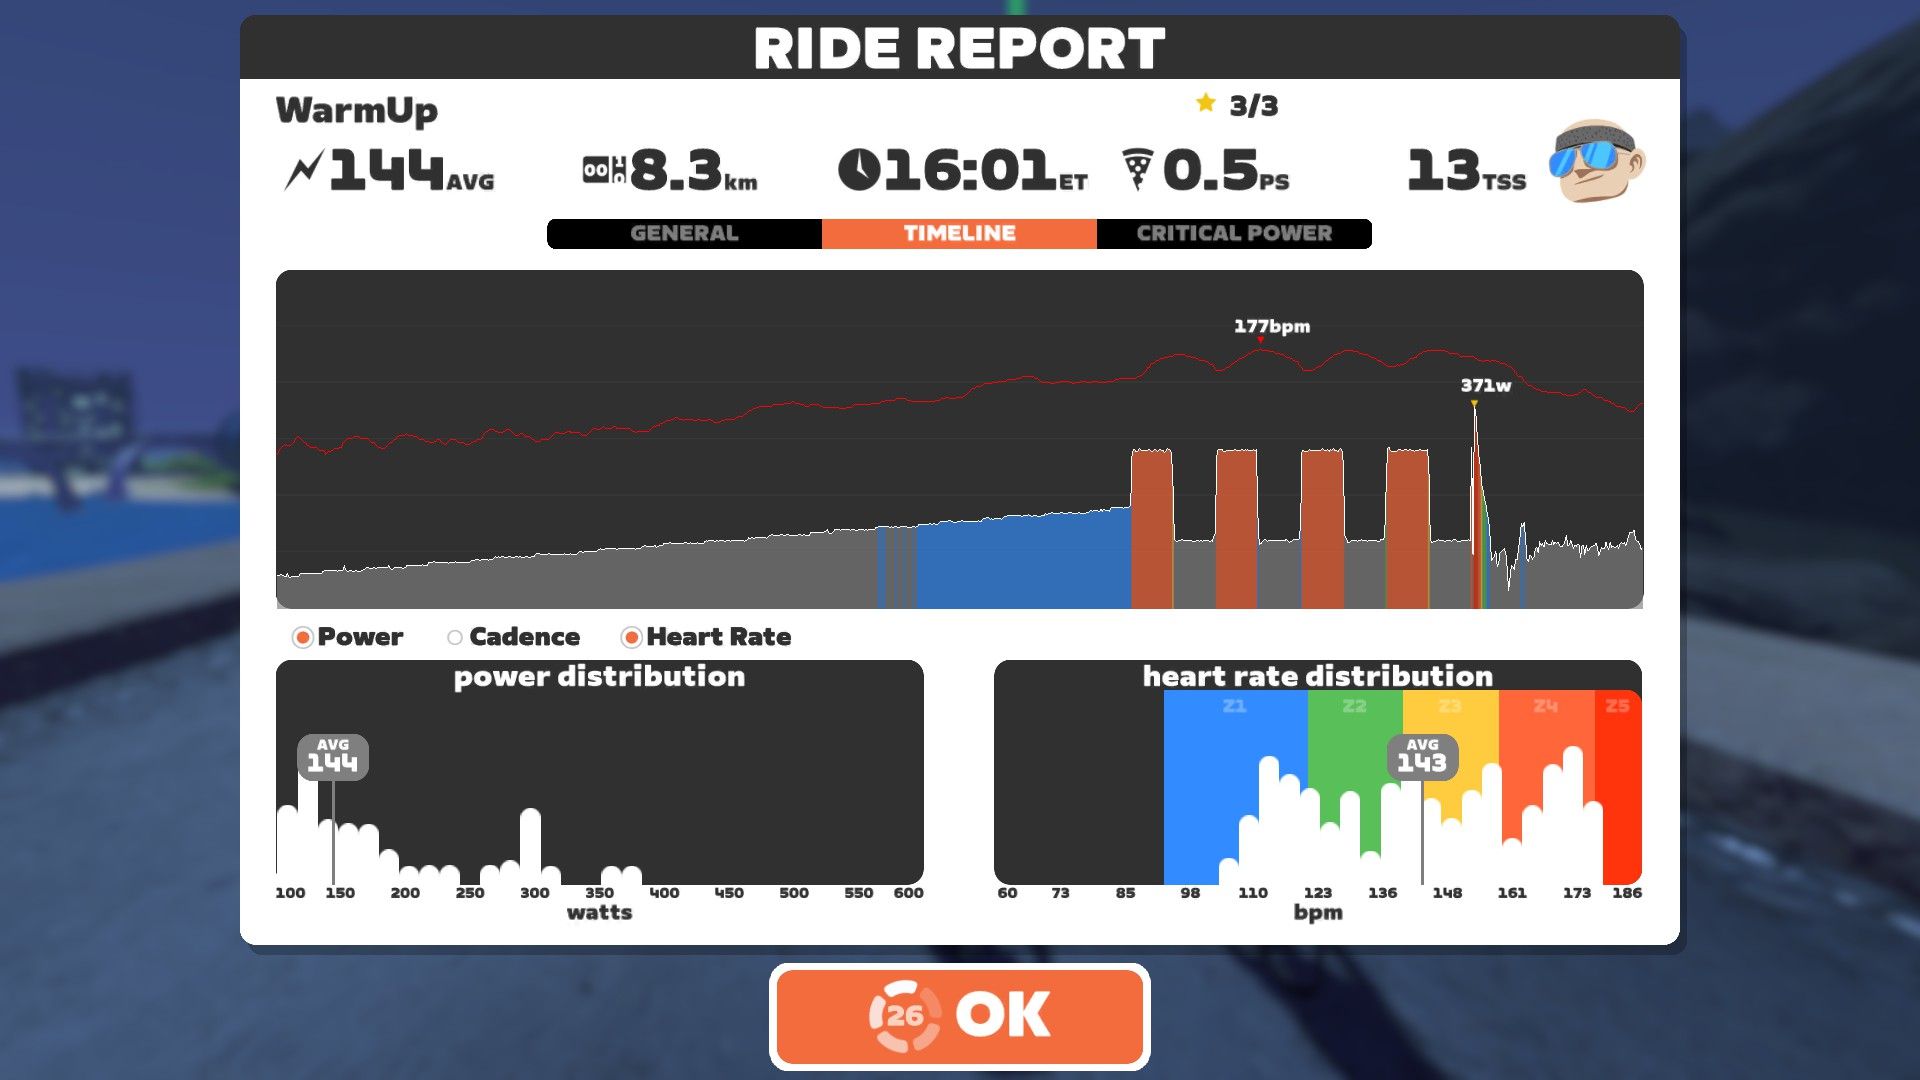 RIDE REPORT
WarmUp
3/3
144AVG
8.3km
16:01ET
0.5PS
13TSS
GENERAL
TIMELINE
CRITICAL POWER
177bpm
371w
Power
Cadence
Heart Rate
power distribution
AVG
144
100 150 200 250 300 350 400 450 500 550 600
watts
heart rate distribution
Z1 Z2 Z3 Z4 Z5
AVG
143
60 73 85 98 110 123 136 148 161 173 186
bpm
26 OK